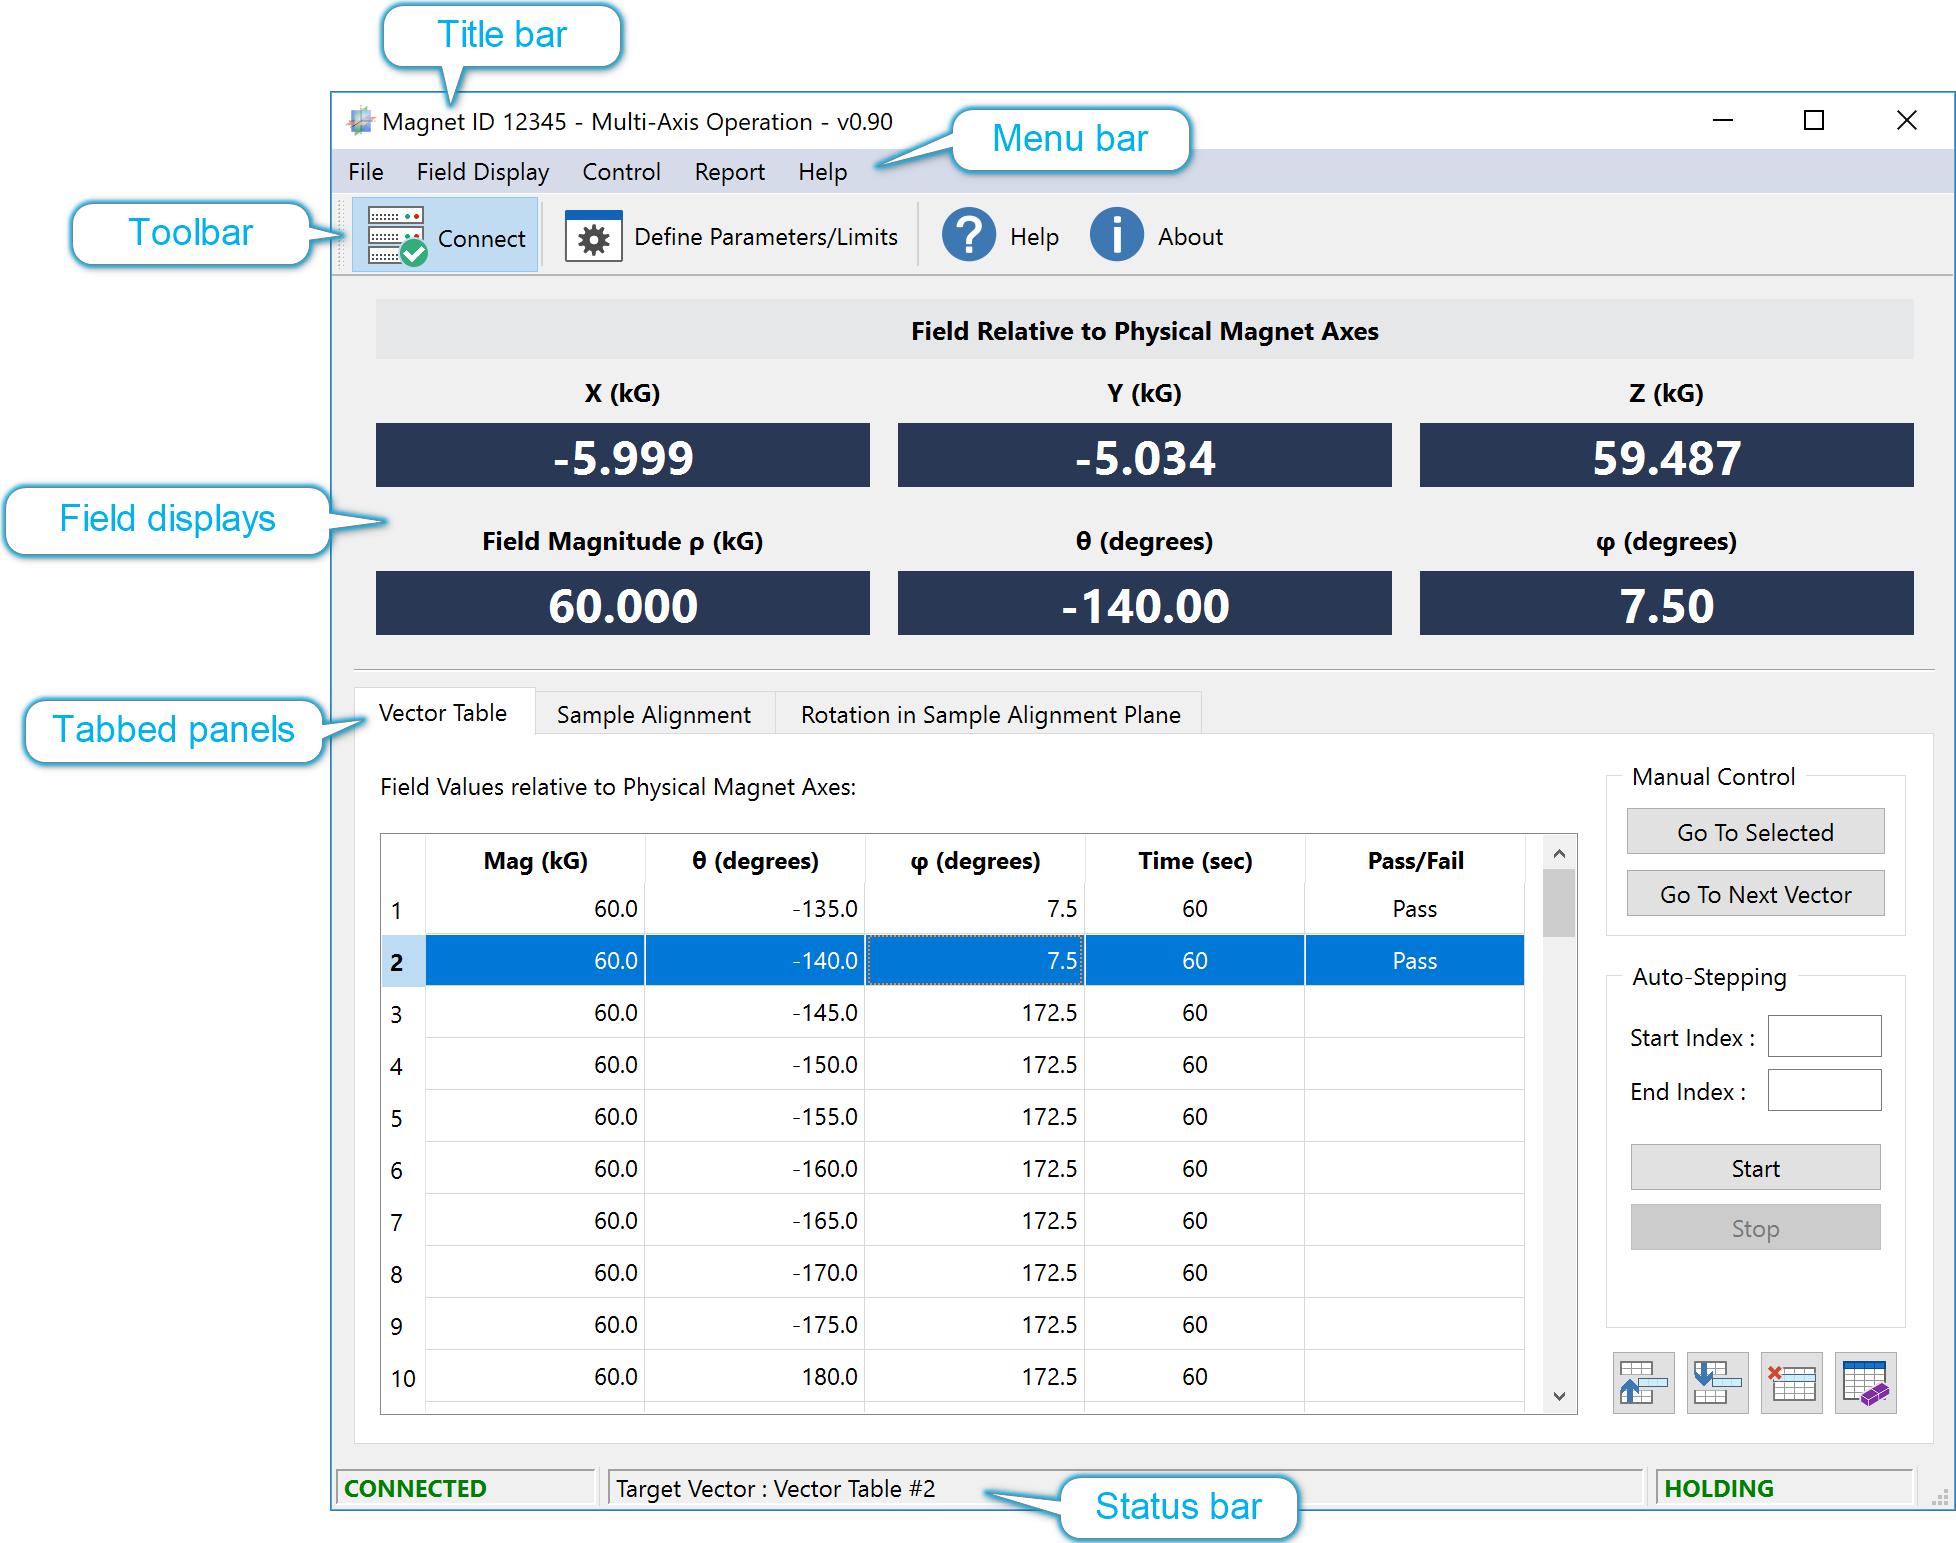 Title bar
Magnet ID 12345 - Multi-Axis Operation - v0.90
Menu bar
File Field Display Control Report Help
Toolbar
Connect Define Parameters/Limits Help About
Field Relative to Physical Magnet Axes
X (kG) Y (kG) Z (kG)
-5.999 -5.034 59.487
Field displays
Field Magnitude ρ (kG) θ (degrees) φ (degrees)
60.000 -140.00 7.50
Tabbed panels
Vector Table Sample Alignment Rotation in Sample Alignment Plane
Field Values relative to Physical Magnet Axes:
Mag (kG) θ (degrees) φ (degrees) Time (sec) Pass/Fail
1 60.0 -135.0 7.5 60 Pass
2 60.0 -140.0 7.5 60 Pass
3 60.0 -145.0 172.5 60
4 60.0 -150.0 172.5 60
5 60.0 -155.0 172.5 60
6 60.0 -160.0 172.5 60
7 60.0 -165.0 172.5 60
8 60.0 -170.0 172.5 60
9 60.0 -175.0 172.5 60
10 60.0 180.0 172.5 60
Manual Control
Go To Selected
Go To Next Vector
Auto-Stepping
Start Index :
End Index :
Start
Stop
CONNECTED Target Vector : Vector Table #2 HOLDING
Status bar